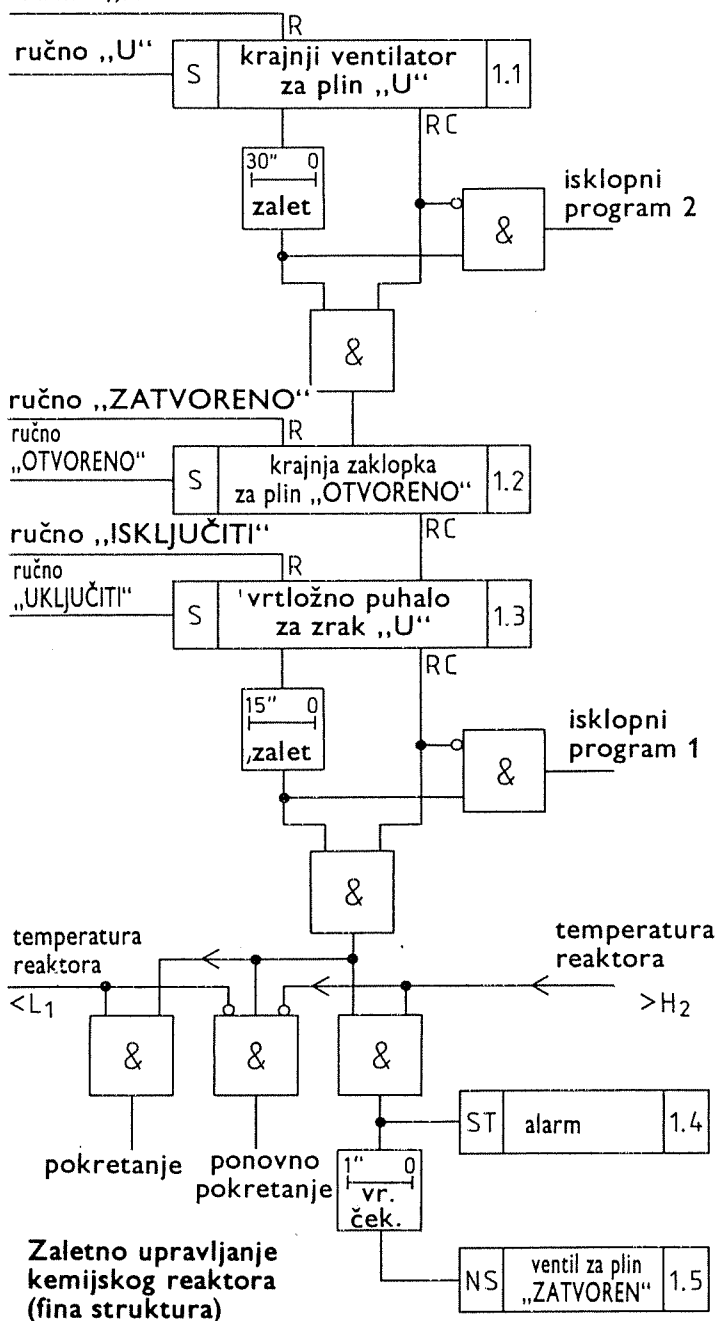 R
ručno „U“
S
krajnji ventilator
za plin „U“
1.1
RC
30" 0
zalet
&
isklopni
program 2
&
ručno „ZATVORENO“
R
ručno
„OTVORENO“
S
krajnja zaklopka
za plin „OTVORENO“
1.2
ručno „ISKLJUČITI“
RC
R
ručno
„UKLJUČITI“
S
vrtložno puhalo
za zrak „U“
1.3
RC
15" 0
zalet
&
isklopni
program 1
&
temperatura
reaktora
<L1
temperatura
reaktora
>H2
&
&
&
pokretanje
ponovno
pokretanje
ST
alarm
1.4
1" 0
vr.
ček.
NS
ventil za plin
„ZATVOREN“
1.5
Zaletno upravljanje
kemijskog reaktora
(fina struktura)